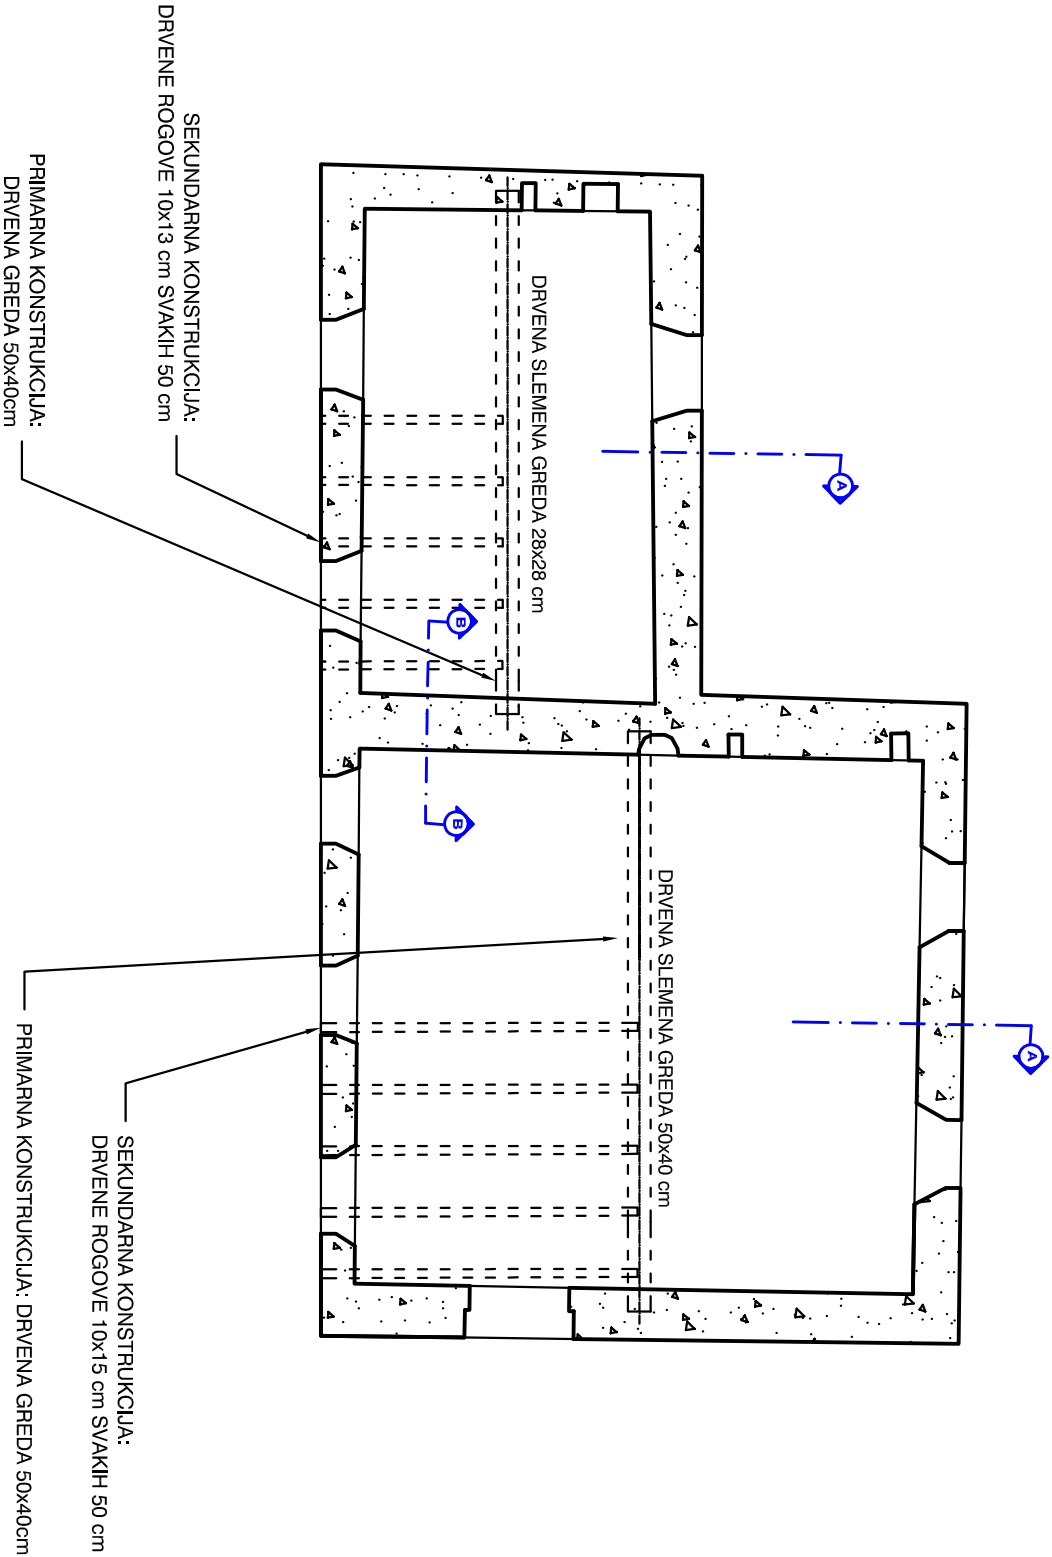 DRVENA SLEMENA GREDA 28x28 cm
DRVENA SLEMENA GREDA 50x40 cm
A
A
B
B
SEKUNDARNA KONSTRUKCIJA:
DRVENE ROGOVE 10x13 cm SVAKIH 50 cm
PRIMARNA KONSTRUKCIJA:
DRVENA GREDA 50x40cm
SEKUNDARNA KONSTRUKCIJA:
DRVENE ROGOVE 10x15 cm SVAKIH 50 cm
PRIMARNA KONSTRUKCIJA: DRVENA GREDA 50x40cm